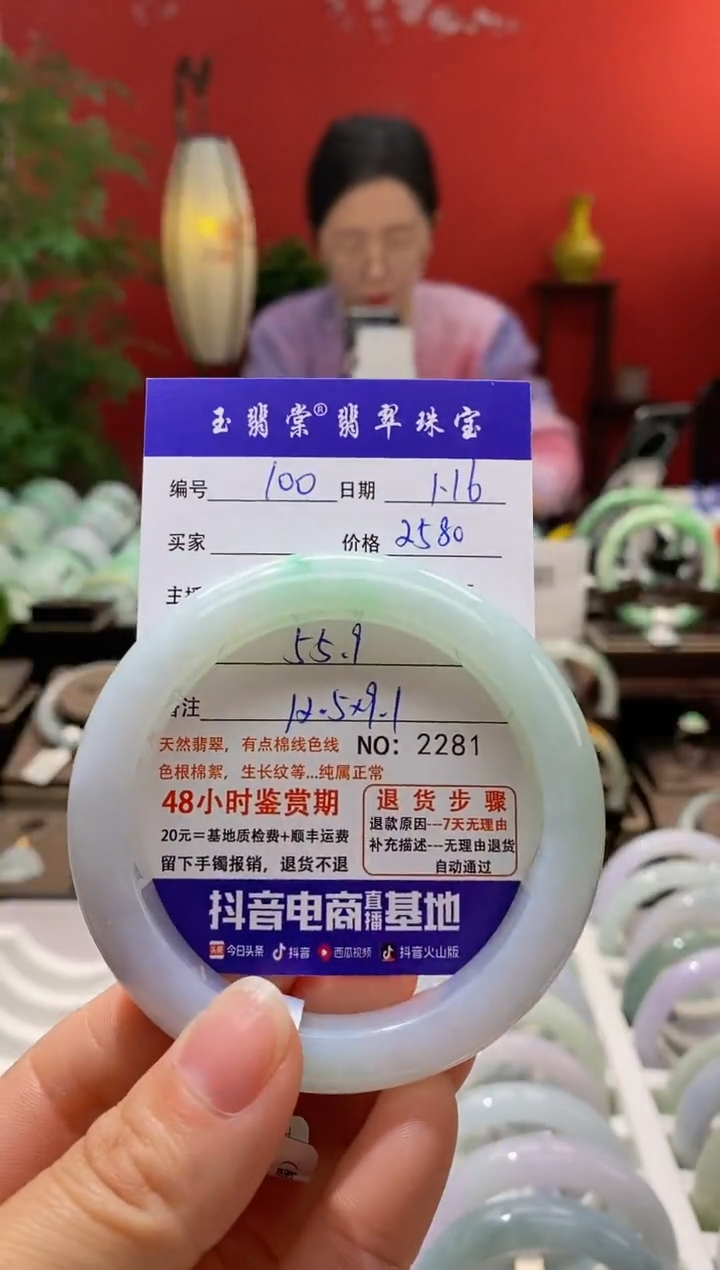 玉翡棠®翡翠珠宝
编号 100 日期 1.16
买家 价格 2580
主播
55.9
备注 12.5x9.1
天然翡翠，有点棉线色线 NO: 2281
色根棉絮，生长纹等...纯属正常
48小时鉴赏期
20元=基地质检费+顺丰运费
留下手镯报销，退货不退
退货步骤
退款原因---7天无理由
补充描述---无理由退货
自动通过
抖音电商直播基地
头条 今日头条 抖音 西瓜视频 抖音火山版